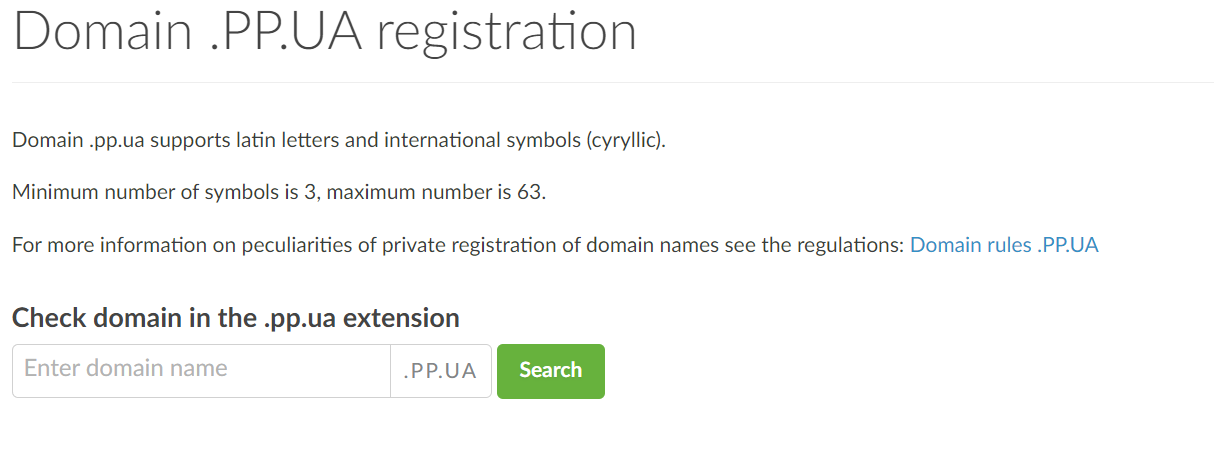 Domain .PP.UA registration
Domain .pp.ua supports latin letters and international symbols (cyryllic).
Minimum number of symbols is 3, maximum number is 63.
For more information on peculiarities of private registration of domain names see the regulations: Domain rules .PP.UA
Check domain in the .pp.ua extension
Enter domain name .PP.UA Search